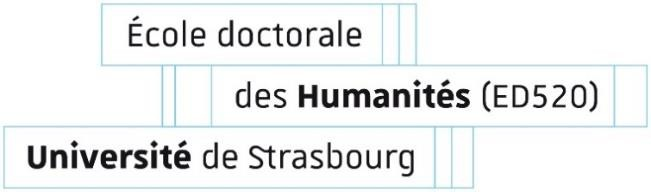 École doctorale
des Humanités (ED520)
Université de Strasbourg